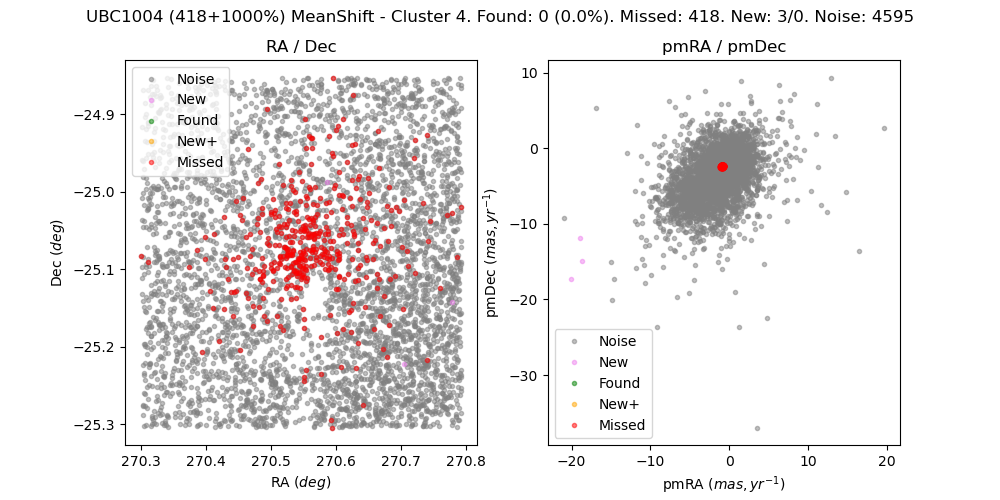 UBC1004 (418+1000%) MeanShift - Cluster 4. Found: 0 (0.0%). Missed: 418. New: 3/0. Noise: 4595
RA / Dec
Noise
New
Found
New+
Missed
−24.9
−25.0
−25.1
−25.2
−25.3
Dec (deg)
270.3 270.4 270.5 270.6 270.7 270.8
RA (deg)
pmRA / pmDec
10
0
−10
−20
−30
pmDec (mas, yr⁻¹)
Noise
New
Found
New+
Missed
−20 −10 0 10 20
pmRA (mas, yr⁻¹)